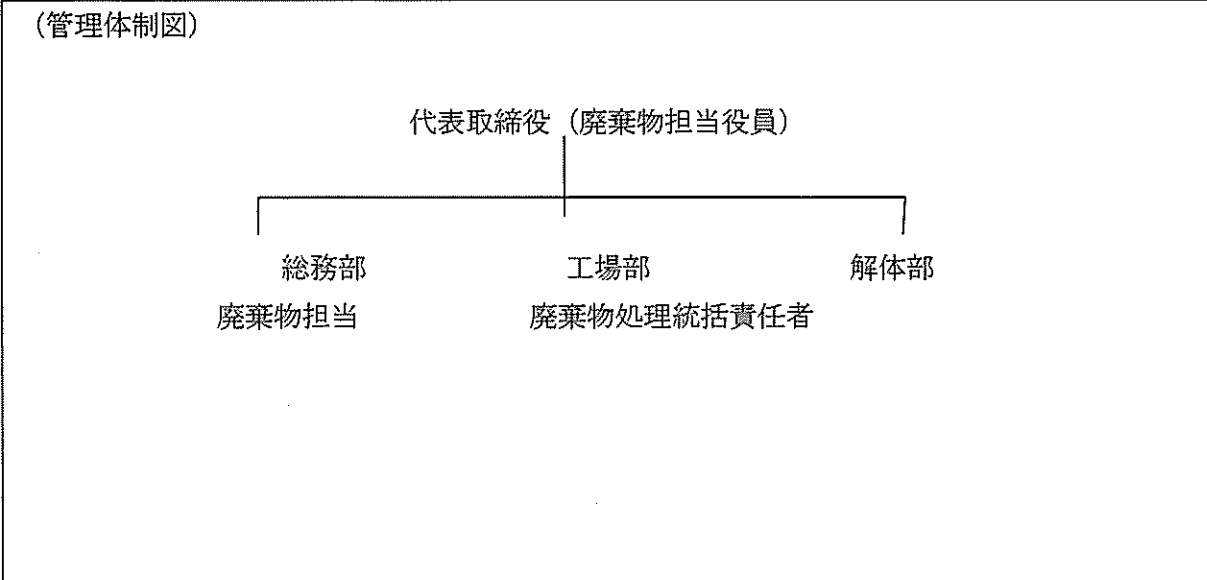 （管理体制図）
代表取締役（廃棄物担当役員）
総務部　工場部　解体部
廃棄物担当　廃棄物処理統括責任者